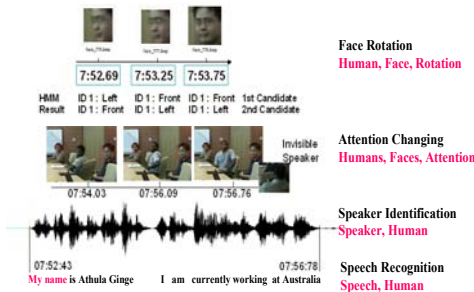 face_775.bmp face_777.bmp face_779.bmp
Face Rotation
7:52.69 7:53.25 7:53.75
Human, Face, Rotation
HMM ID 1 : Left ID 1 : Front ID 1 : Left 1st Candidate
Result ID 1 : Front ID 1 : Left ID 1 : Front 2nd Candidate
Attention Changing
Invisible
Speaker
Humans, Faces, Attention
07:54.03 07:56.09 07:56.76
Speaker Identification
Speaker, Human
07:52:43 07:56:78
Speech Recognition
My name is Athula Ginge I am currently working at Australia
Speech, Human